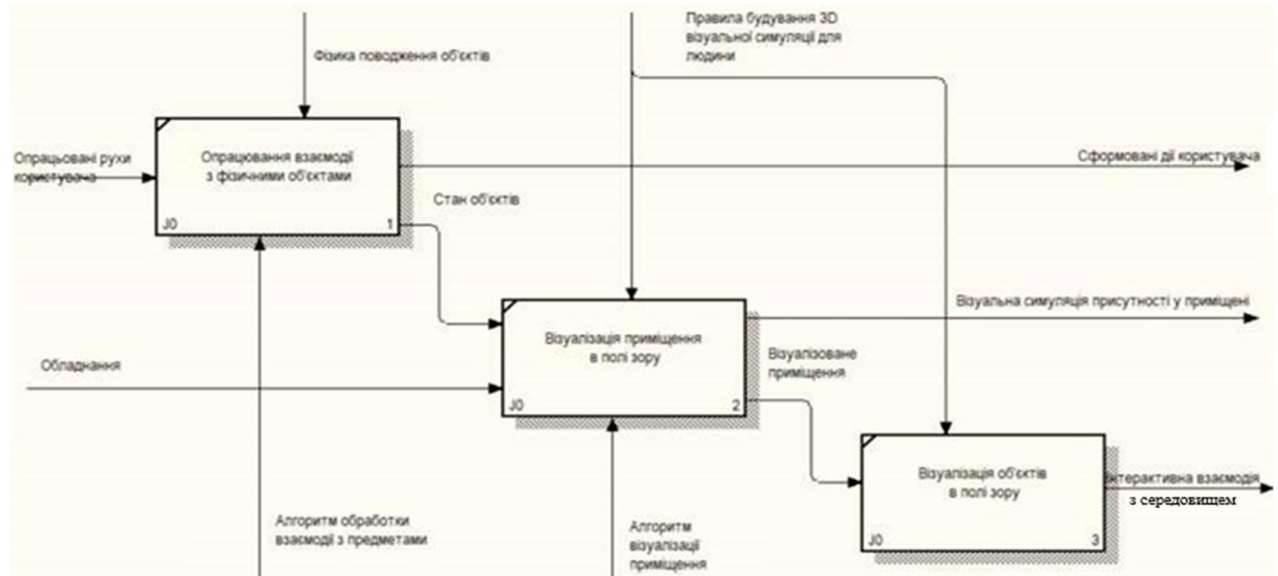 Правила будування 3D
візуальної симуляції для
людини
Фізика поводження об'єктів
Опрацьовані рухи
користувача
Опрацювання взаємодії
з фізичними об'єктами
J0
1
Сформовані дії користувача
Стан об'єктів
Візуальна симуляція присутності у приміщені
Візуалізація приміщення
в полі зору
J0
2
Обладнання
Візуалізоване
приміщення
Візуалізація об'єктів
в полі зору
J0
3
Інтерактивна взаємодія
з середовищем
Алгоритм обработки
взаємодії з предметами
Алгоритм
візуалізації
приміщення